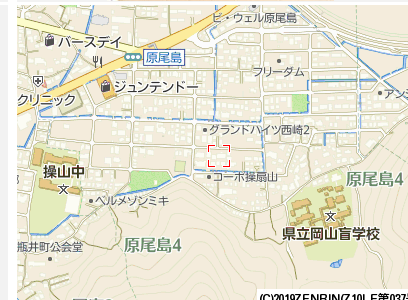 ビ・ウェル原尾島
バースデイ
原尾島
フリーダム
ジュンテンドー
クリニック
アンジ
グランドハイツ西崎2
操山中
コーポ操扇山
原尾島4
ベルメゾンミキ
県立岡山盲学校
瓶井町公会堂
原尾島4
(C)2019ZENRIN(Z10LE第037